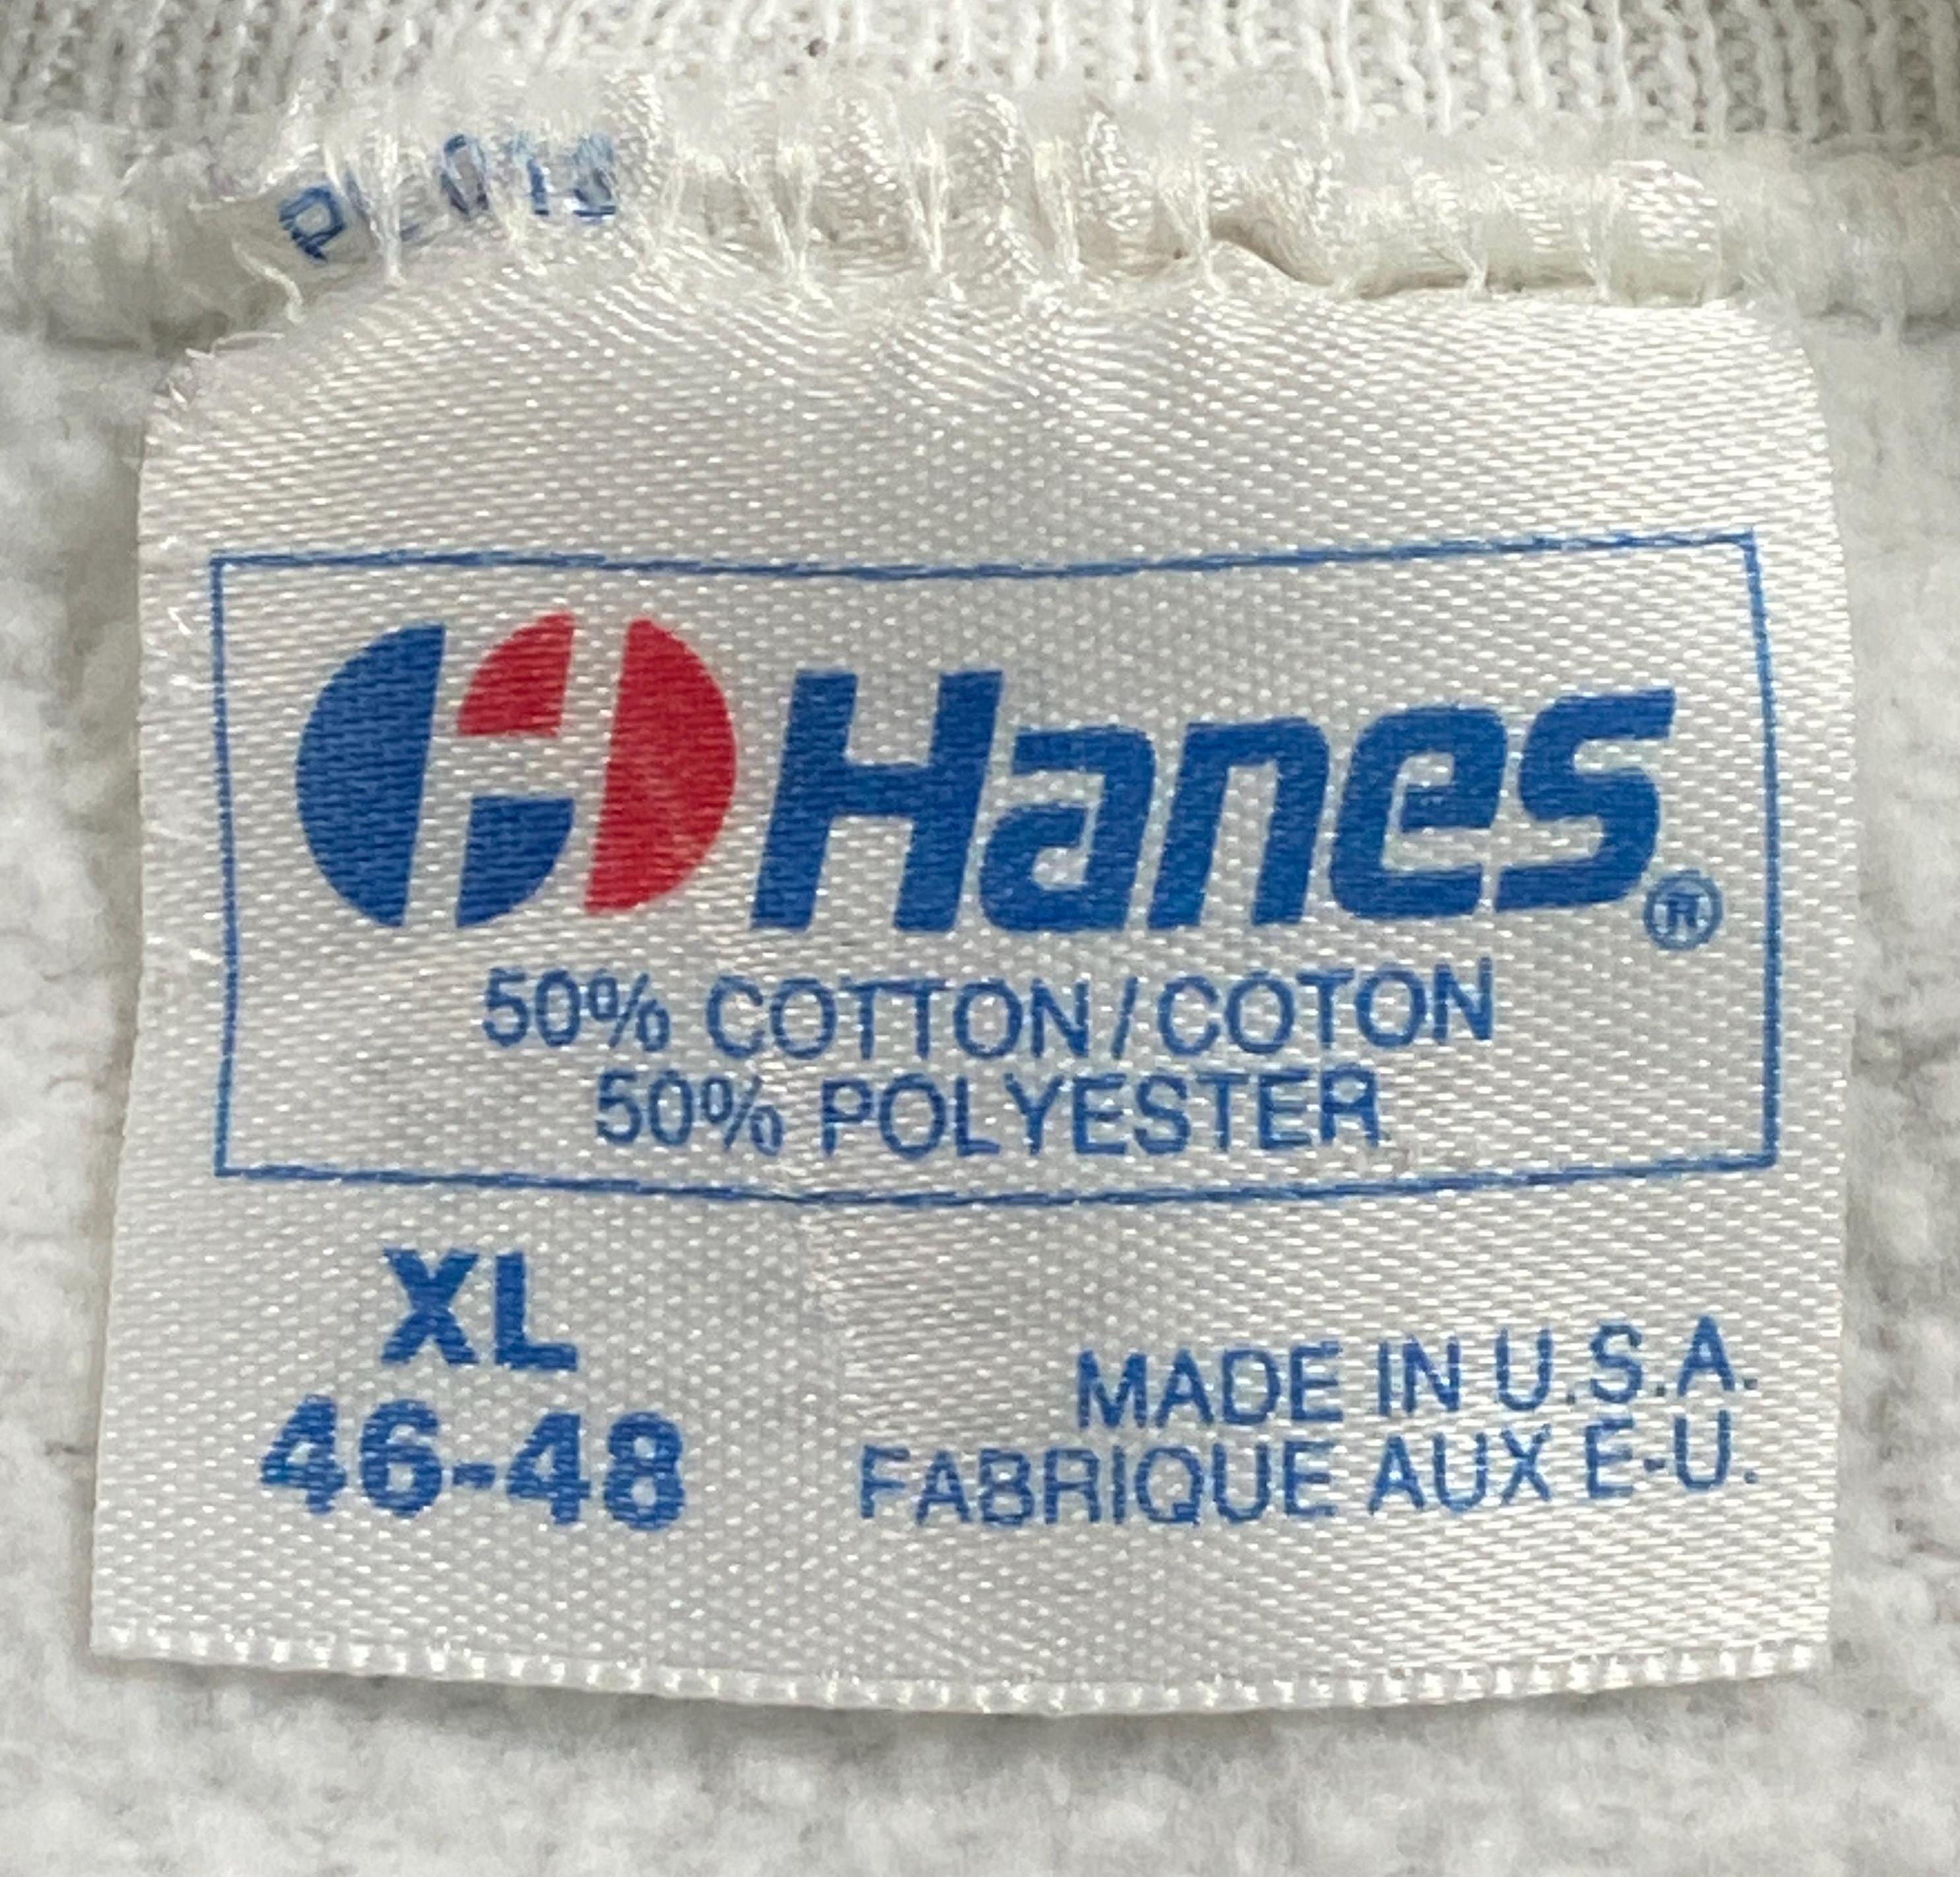 Hanes®
50% COTTON/COTON
50% POLYESTER
XL
46-48
MADE IN U.S.A.
FABRIQUE AUX E-U.